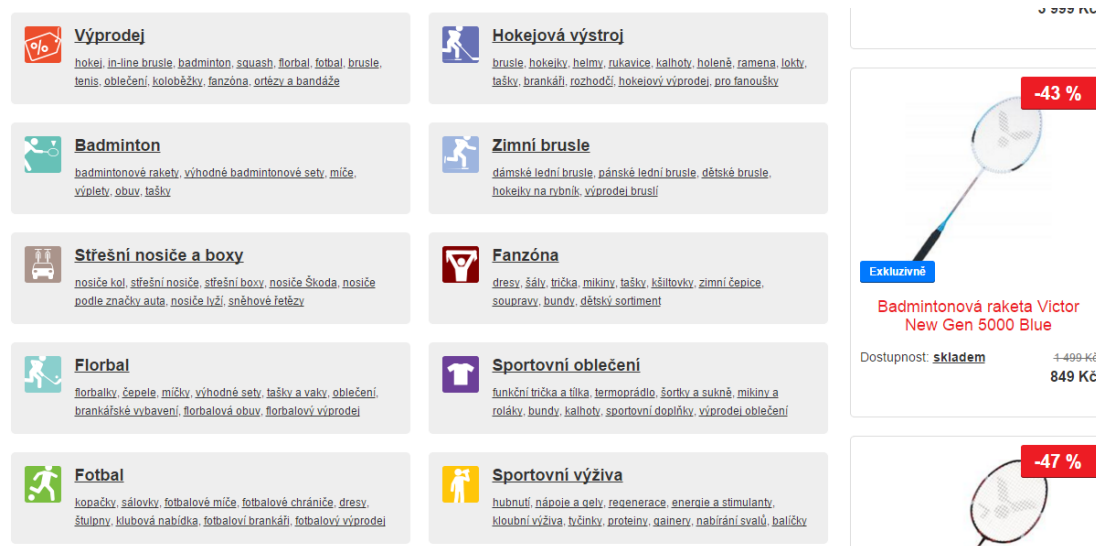 Výprodej
hokej, in-line brusle, badminton, squash, florbal, fotbal, brusle,
tenis, oblečení, koloběžky, fanzóna, ortézy a bandáže
Hokejová výstroj
brusle, hokejky, helmy, rukavice, kalhoty, holeně, ramena, lokty,
tašky, brankáři, rozhodčí, hokejový výprodej, pro fanoušky
Badminton
badmintonové rakety, výhodné badmintonové sety, míče,
výplety, obuv, tašky
Zimní brusle
dámské lední brusle, pánské lední brusle, dětské brusle,
hokejky na rybník, výprodej bruslí
Střešní nosiče a boxy
nosiče kol, střešní nosiče, střešní boxy, nosiče Škoda, nosiče
podle značky auta, nosiče lyží, sněhové řetězy
Fanzóna
dresy, šály, trička, mikiny, tašky, kšiltovky, zimní čepice,
soupravy, bundy, dětský sortiment
Florbal
florbalky, čepele, míčky, výhodné sety, tašky a vaky, oblečení,
brankářské vybavení, florbalová obuv, florbalový výprodej
Sportovní oblečení
funkční trička a tílka, termoprádlo, šortky a sukně, mikiny a
roláky, bundy, kalhoty, sportovní doplňky, výprodej oblečení
Fotbal
kopačky, sálovky, fotbalové míče, fotbalové chrániče, dresy,
štulpny, klubová nabídka, fotbaloví brankáři, fotbalový výprodej
Sportovní výživa
hubnutí, nápoje a gely, regenerace, energie a stimulanty,
kloubní výživa, tyčinky, proteiny, gainery, nabírání svalů, balíčky
-43 %
Exkluzivně
Badmintonová raketa Victor
New Gen 5000 Blue
Dostupnost: skladem
1 499 Kč
849 Kč
-47 %